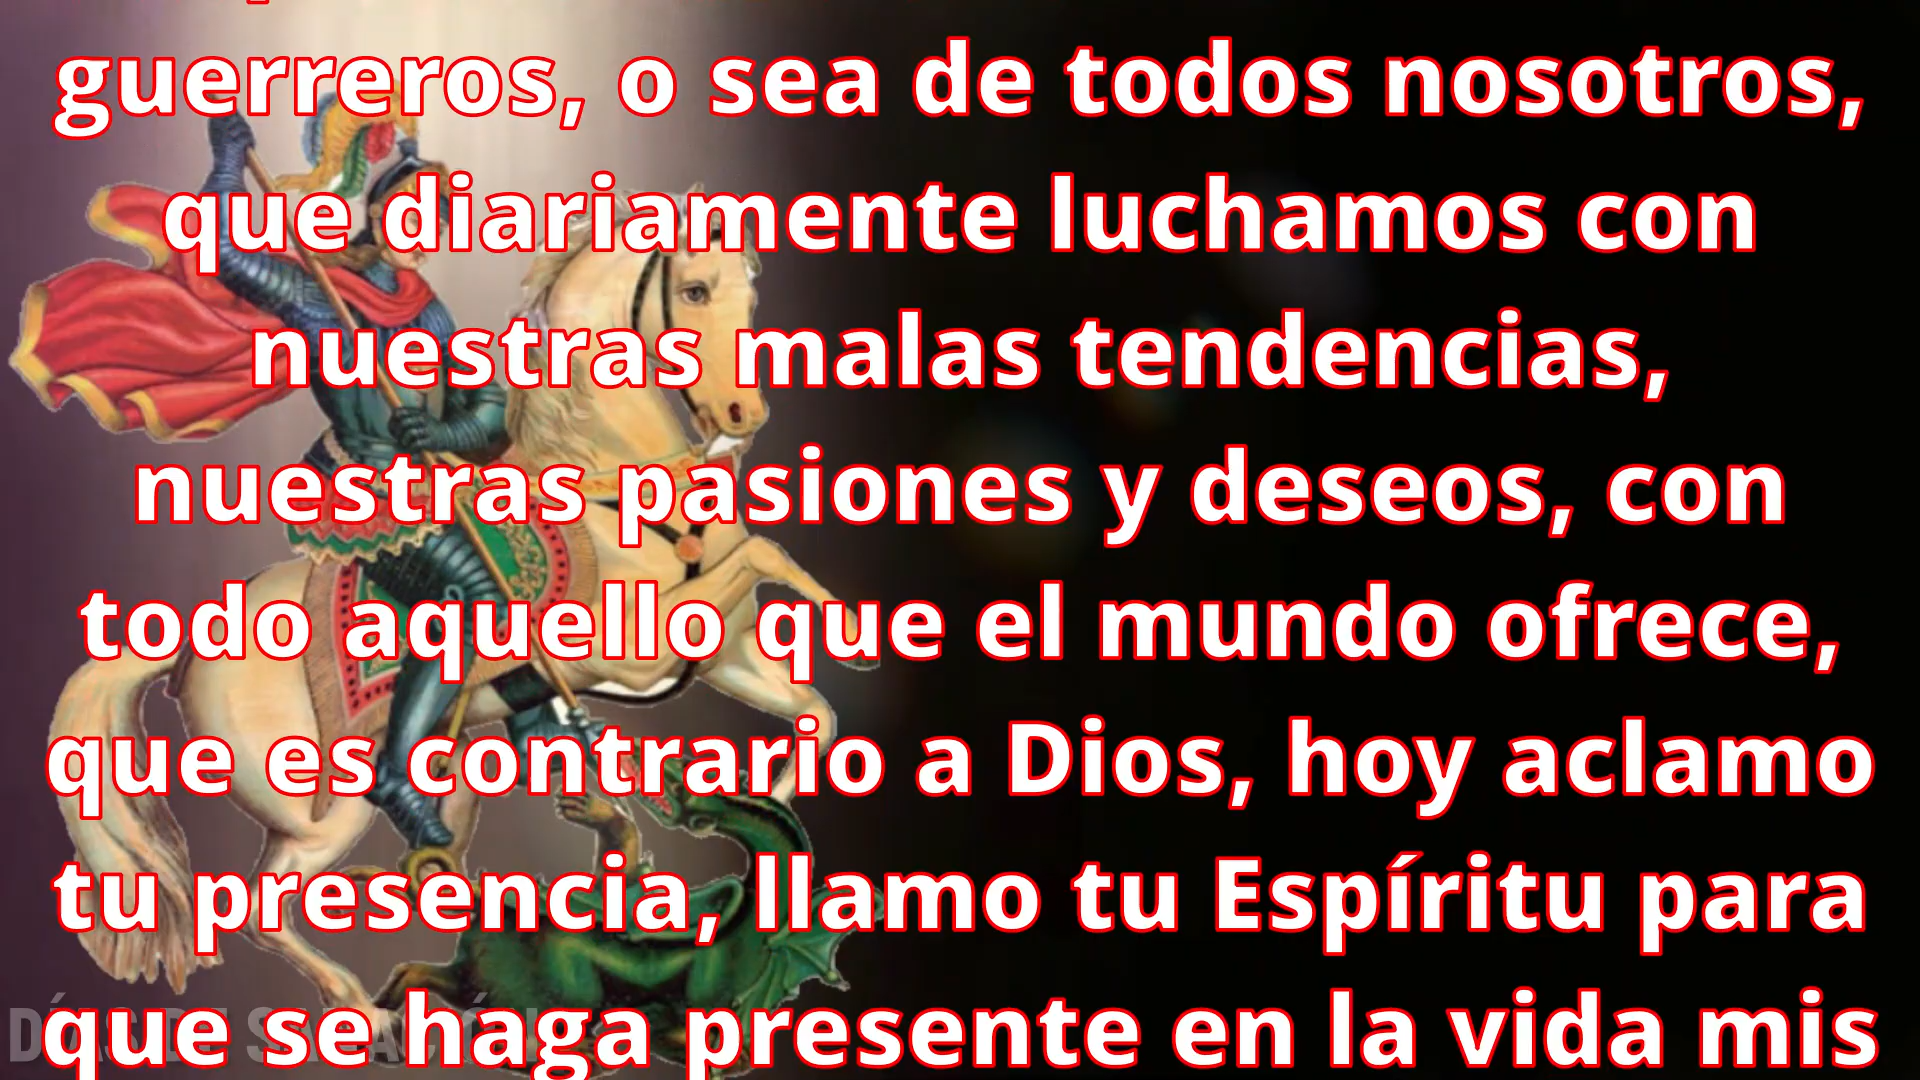 guerreros, o sea de todos nosotros,
que diariamente luchamos con
nuestras malas tendencias,
nuestras pasiones y deseos, con
todo aquello que el mundo ofrece,
que es contrario a Dios, hoy aclamo
tu presencia, llamo tu Espíritu para
que se haga presente en la vida mis